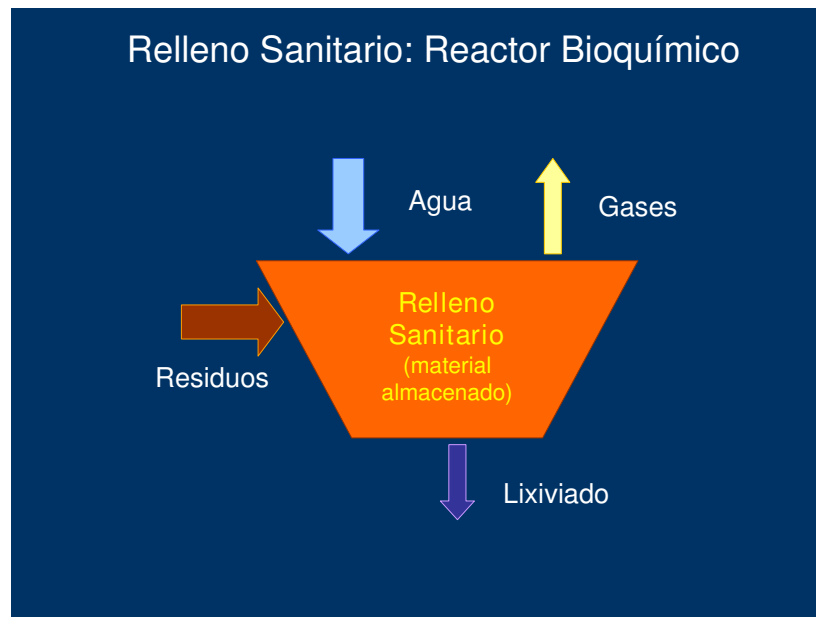 Relleno Sanitario: Reactor Bioquímico
Agua
Gases
Relleno
Sanitario
(material
almacenado)
Residuos
Lixiviado